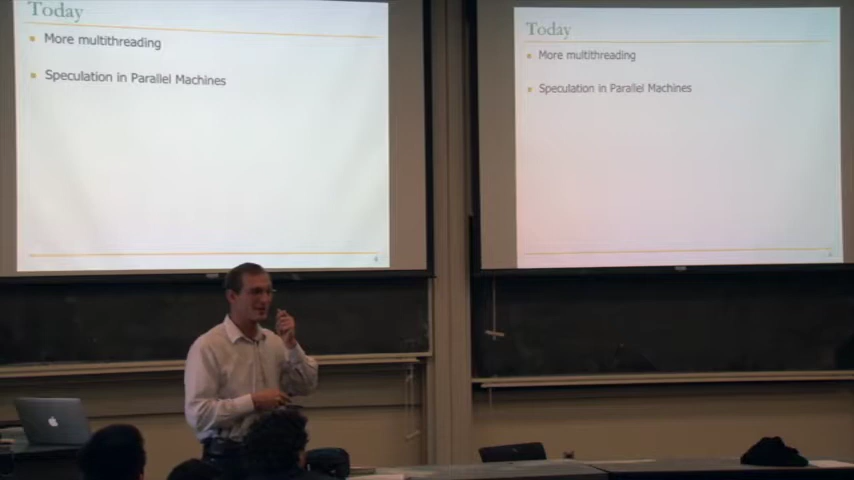 Today
More multithreading
Speculation in Parallel Machines
Today
More multithreading
Speculation in Parallel Machines